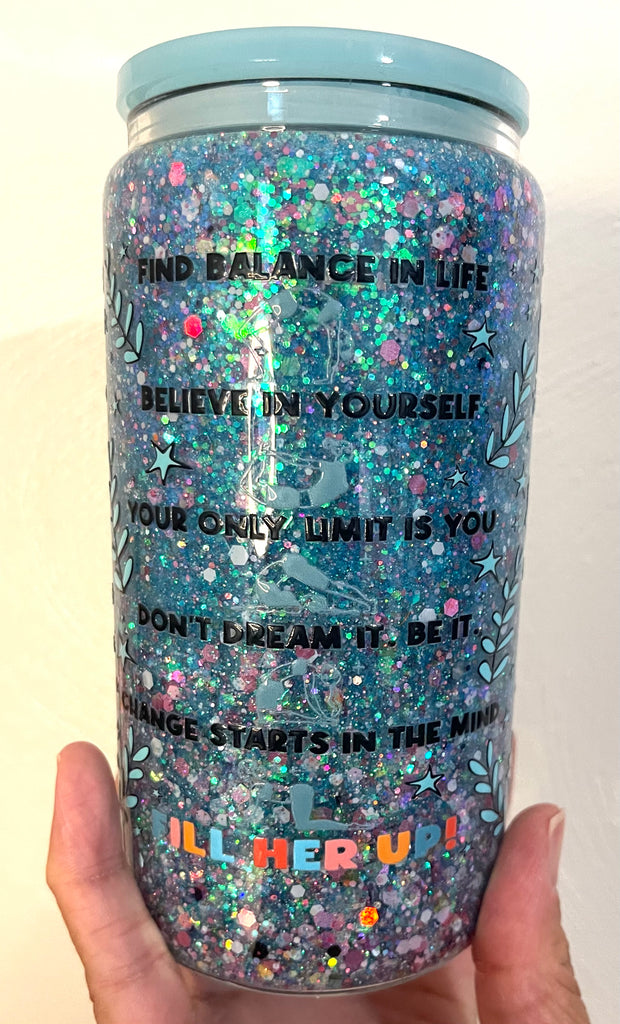 FIND BALANCE IN LIFE
BELIEVE IN YOURSELF
YOUR ONLY LIMIT IS YOU
DON'T DREAM IT. BE IT.
CHANGE STARTS IN THE MIND
FILL HER UP!